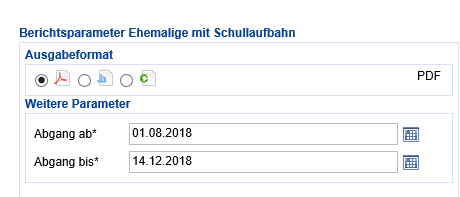 Berichtsparameter Ehemalige mit Schullaufbahn
Ausgabeformat
PDF
Weitere Parameter
Abgang ab* 01.08.2018
Abgang bis* 14.12.2018